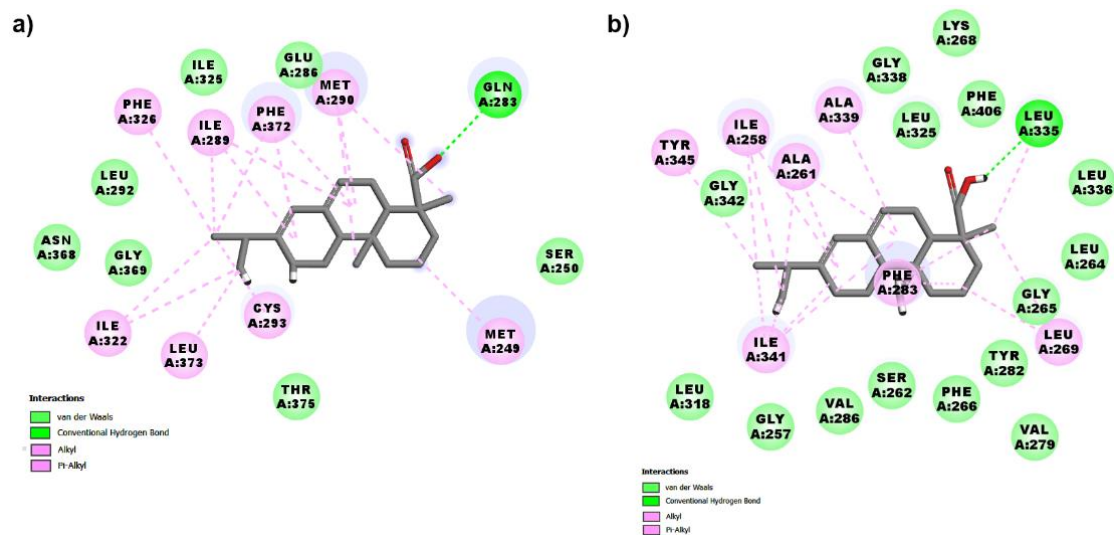 a)
ILE
A:325
GLU
A:286
MET
A:290
GLN
A:283
PHE
A:326
ILE
A:289
PHE
A:372
LEU
A:292
ASN
A:368
GLY
A:369
SER
A:250
CYS
A:293
ILE
A:322
LEU
A:373
MET
A:249
THR
A:375
Interactions
van der Waals
Conventional Hydrogen Bond
Alkyl
Pi-Alkyl
b)
LYS
A:268
GLY
A:338
PHE
A:406
ALA
A:339
LEU
A:325
LEU
A:335
ILE
A:258
TYR
A:345
ALA
A:261
GLY
A:342
LEU
A:336
LEU
A:264
PHE
A:283
GLY
A:265
ILE
A:341
LEU
A:269
TYR
A:282
SER
A:262
LEU
A:318
VAL
A:286
PHE
A:266
GLY
A:257
VAL
A:279
Interactions
van der Waals
Conventional Hydrogen Bond
Alkyl
Pi-Alkyl